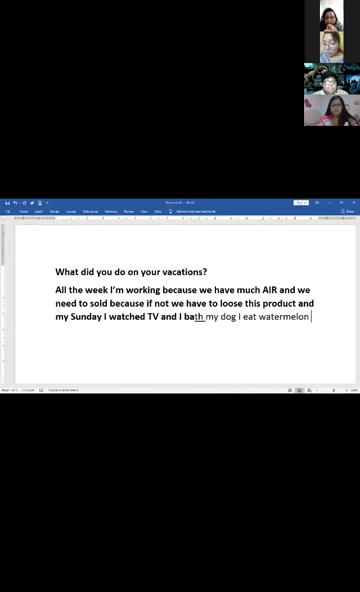 What did you do on your vacations?
All the week I'm working because we have much AIR and we
need to sold because if not we have to loose this product and
my Sunday I watched TV and I bath my dog I eat watermelon